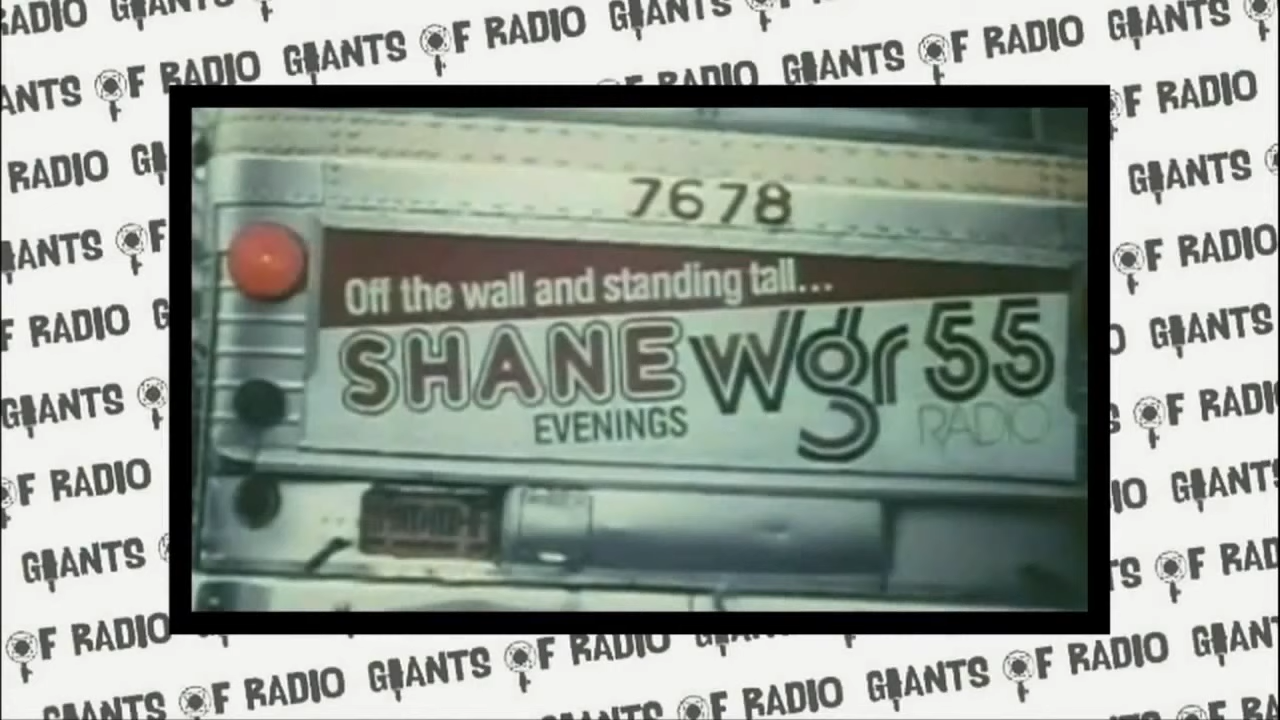 GIANTS OF RADIO
7678
Off the wall and standing tall...
SHANE wgr 55
EVENINGS RADIO